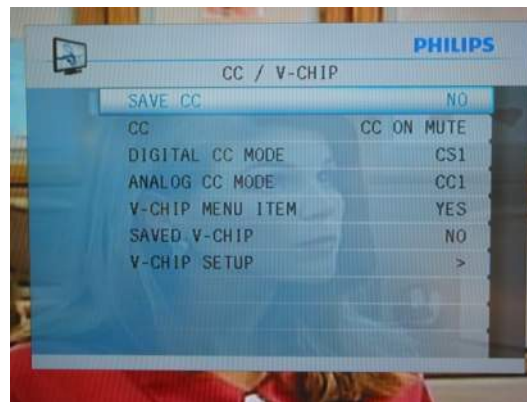 PHILIPS
CC / V-CHIP
SAVE CC NO
CC CC ON MUTE
DIGITAL CC MODE CS1
ANALOG CC MODE CC1
V-CHIP MENU ITEM YES
SAVED V-CHIP NO
V-CHIP SETUP >